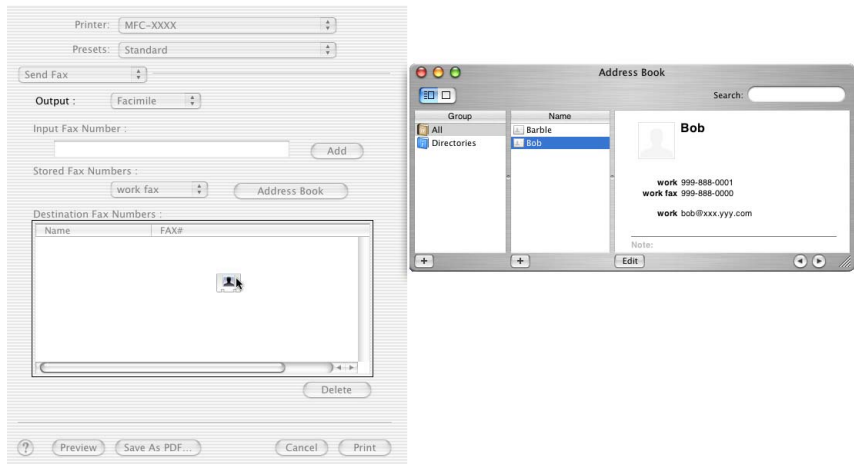 Printer: MFC-XXXX
Presets: Standard
Send Fax
Output : Facimile
Input Fax Number :
Add
Stored Fax Numbers :
work fax Address Book
Destination Fax Numbers :
Name FAX#
Delete
? Preview Save As PDF... Cancel Print
Address Book
Search:
Group Name
All Barble
Directories Bob
Bob
work 999-888-0001
work fax 999-888-0000
work bob@xxx.yyy.com
Note:
+ + Edit